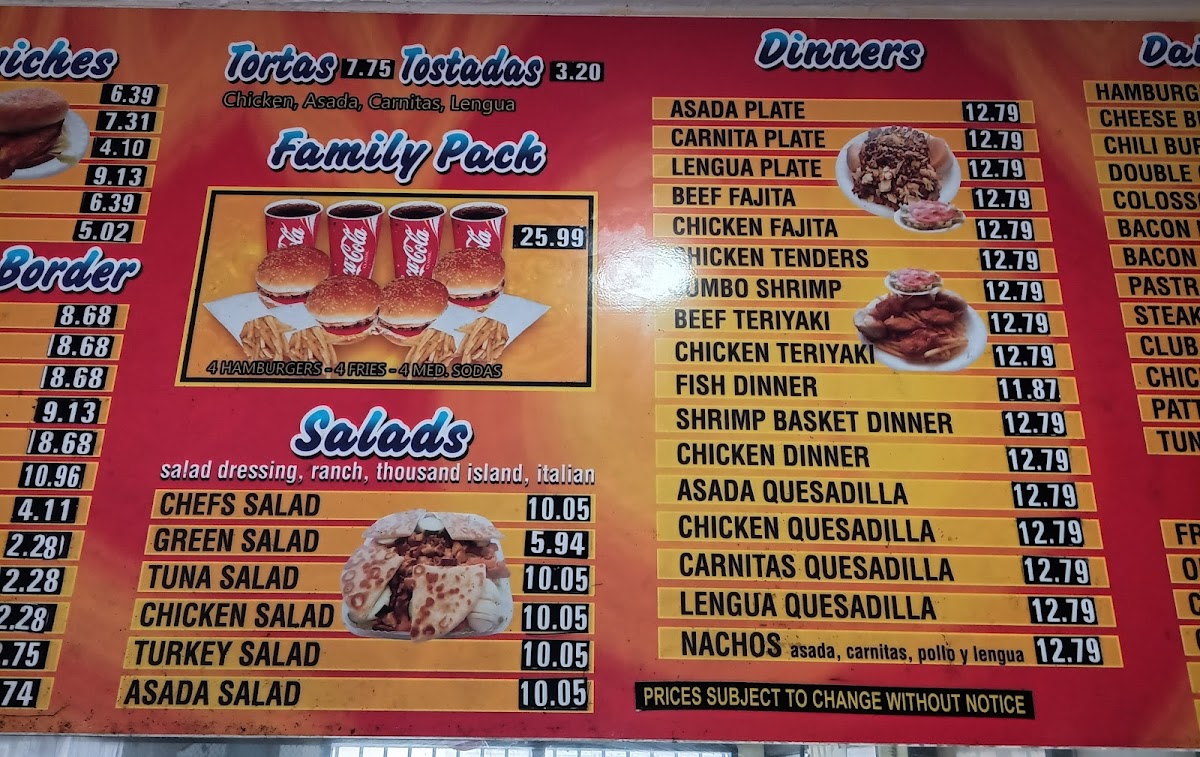 6.39
7.31
4.10
9.13
6.39
5.02
Border
8.68
8.68
8.68
9.13
8.68
10.96
4.11
2.28
2.28
2.28
Tortas 7.75 Tostadas 3.20
Chicken, Asada, Carnitas, Lengua
Family Pack
25.99
Coca-Cola
4 HAMBURGERS - 4 FRIES - 4 MED. SODAS
Salads
salad dressing, ranch, thousand island, italian
CHEFS SALAD 10.05
GREEN SALAD 5.94
TUNA SALAD 10.05
CHICKEN SALAD 10.05
TURKEY SALAD 10.05
ASADA SALAD 10.05
Dinners
ASADA PLATE 12.79
CARNITA PLATE 12.79
LENGUA PLATE 12.79
BEEF FAJITA 12.79
CHICKEN FAJITA 12.79
CHICKEN TENDERS 12.79
JUMBO SHRIMP 12.79
BEEF TERIYAKI 12.79
CHICKEN TERIYAKI 12.79
FISH DINNER 11.87
SHRIMP BASKET DINNER 12.79
CHICKEN DINNER 12.79
ASADA QUESADILLA 12.79
CHICKEN QUESADILLA 12.79
CARNITAS QUESADILLA 12.79
LENGUA QUESADILLA 12.79
NACHOS asada, carnitas, pollo y lengua 12.79
PRICES SUBJECT TO CHANGE WITHOUT NOTICE
HAMBURG
CHEESE B
CHILI BUR
DOUBLE
COLOSS
BACON
BACON
PASTR
STEAK
CLUB
CHIC
PATT
TUN